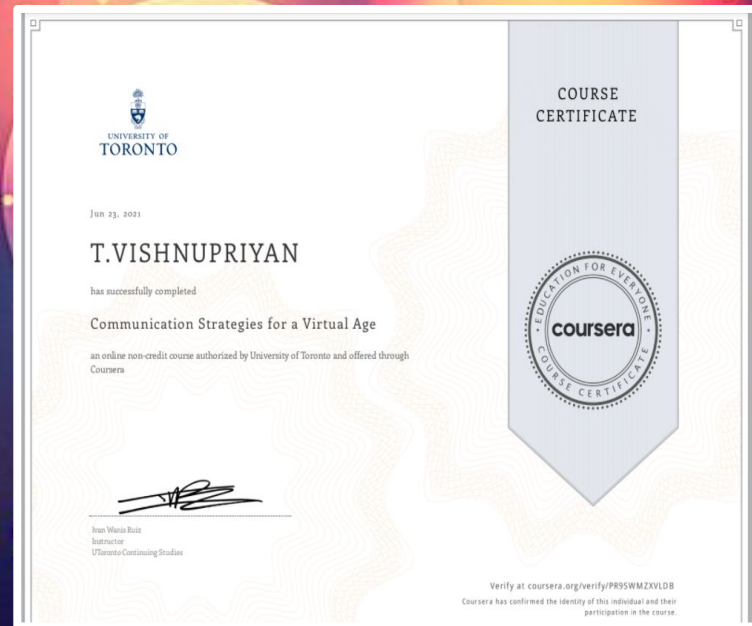 UNIVERSITY OF
TORONTO
COURSE
CERTIFICATE
Jun 23, 2021
T.VISHNUPRIYAN
has successfully completed
Communication Strategies for a Virtual Age
an online non-credit course authorized by University of Toronto and offered through
Coursera
EDUCATION FOR EVERYONE
coursera
COURSE CERTIFICATE
Ivan Wanis Ruiz
Instructor
UToronto Continuing Studies
Verify at coursera.org/verify/PR9SWMZXVLDB
Coursera has confirmed the identity of this individual and their
participation in the course.